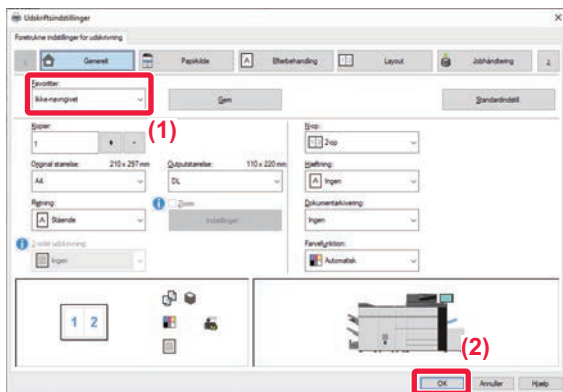 Udskriftsindstillinger
Foretrukne indstillinger for udskrivning
Generelt Papirkilde Efterbehandling Layout Jobhåndtering
Favoritter:
Ikke-navngivet Gem Standardindstil.
(1)
Kopier: N-op:
1 2-op
Original størrelse: 210 x 297 mm Outputstørrelse: 110 x 220 mm Hæftning:
A4 DL Ingen
Retning: Zoom Dokumentarkivering:
Stående Indstillinger... Ingen
2-sidet udskrivning: Farvefunktion:
Ingen Automatisk
1 2
(2)
OK Annuller Hjælp